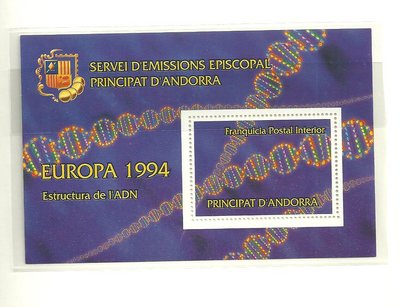 SERVEI D'EMISSIONS EPISCOPAL
PRINCIPAT D'ANDORRA
Franquicia Postal Interior
EUROPA 1994
Estructura de l'ADN
PRINCIPAT D'ANDORRA